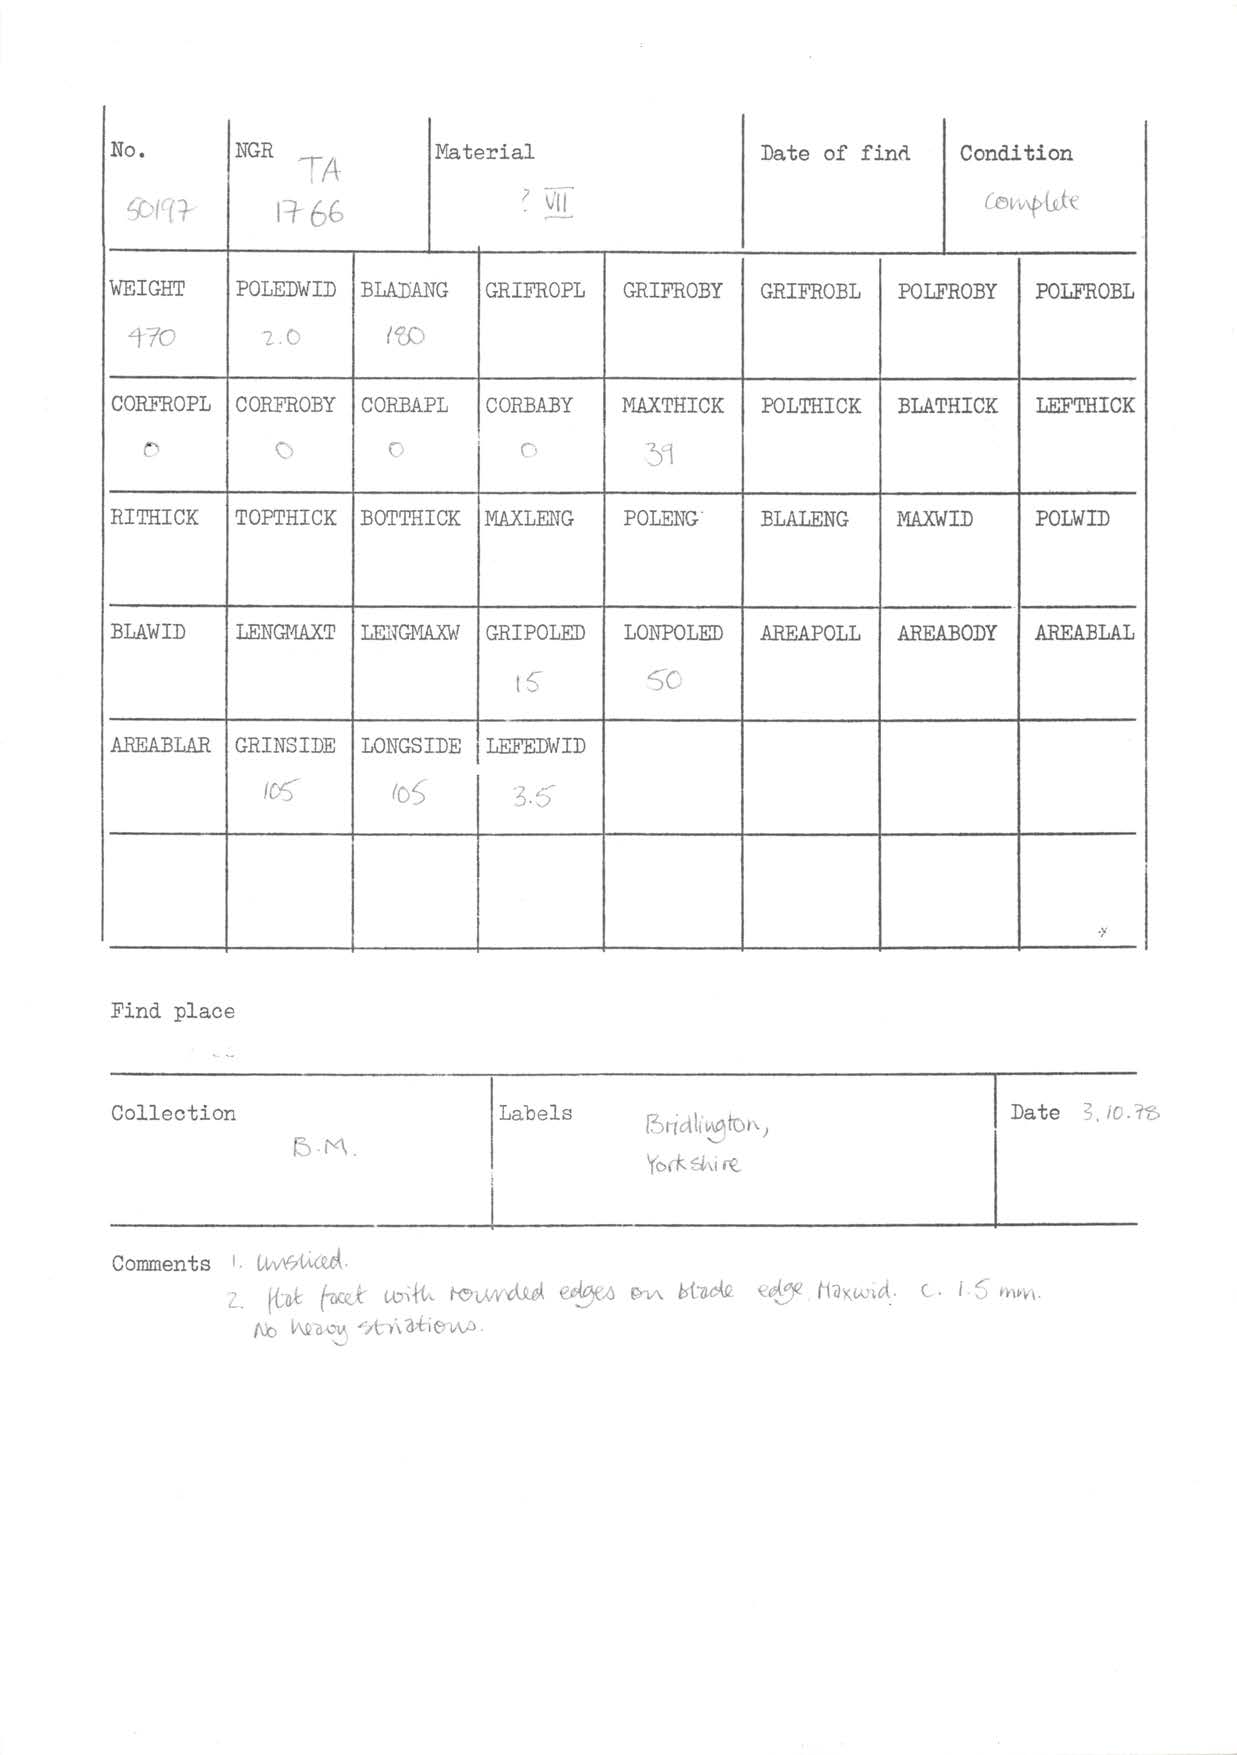 No. NGR Material Date of find Condition
TA
50197 1766 ? VII complete
WEIGHT POLEDWID BLADANG GRIFROPL GRIFROBY GRIFROBL POLFROBY POLFROBL
470 2.0 180
CORFROPL CORFROBY CORBAPL CORBABY MAXTHICK POLTHICK BLATHICK LEFTHICK
0 0 0 0 39
RITHICK TOPTHICK BOTTHICK MAXLENG POLENG BLALENG MAXWID POLWID
BLAWID LENGMAXT LENGMAXW GRIPOLED LONPOLED AREAPOLL AREABODY AREABLAL
15 50
AREABLAR GRINSIDE LONGSIDE LEFEDWID
105 105 3.5
Find place
Collection Labels Date 3.10.78
B.M. Bridlington,
Yorkshire
Comments 1. Unsliced.
2. flat facet with rounded edges on blade edge. Maxwid. c. 1.5 mm.
No heavy striations.